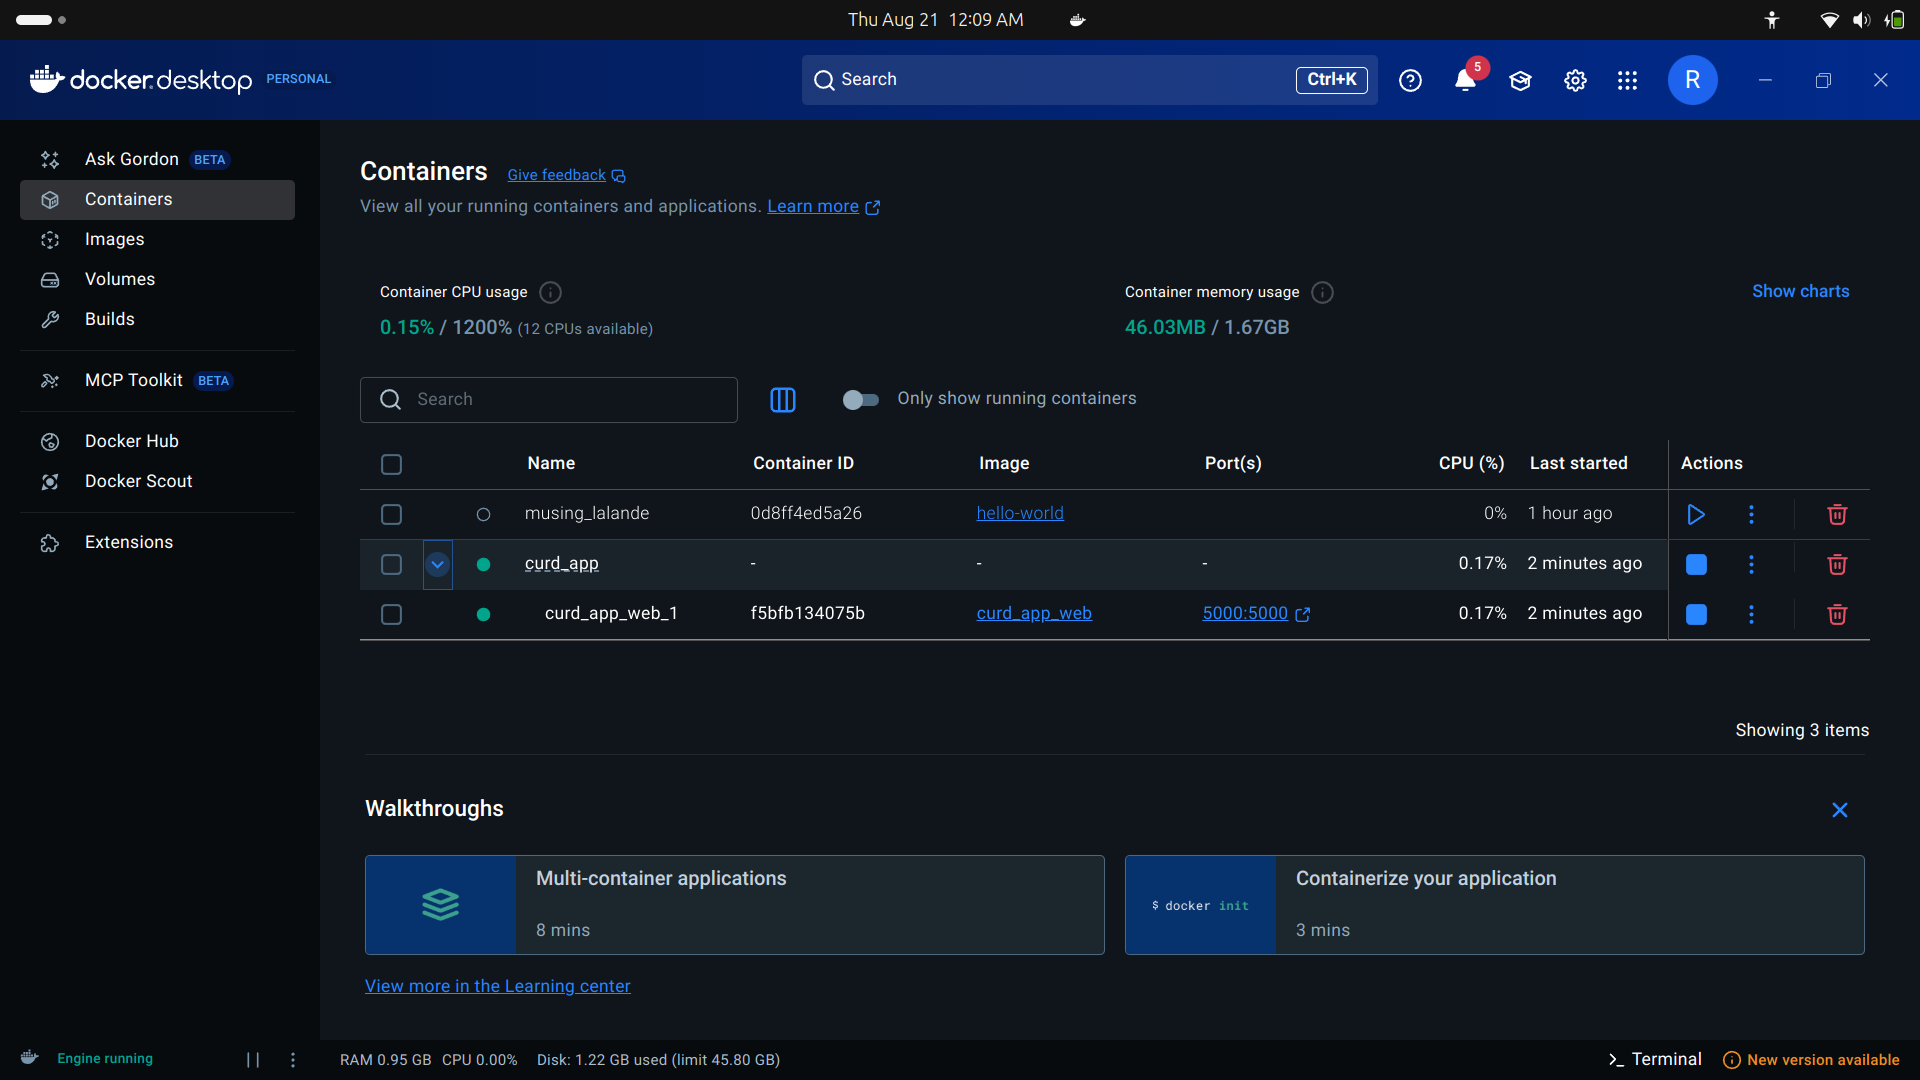 Thu Aug 21 12:09 AM
docker.desktop PERSONAL
Search Ctrl+K
5
R
Ask Gordon BETA
Containers
Images
Volumes
Builds
MCP Toolkit BETA
Docker Hub
Docker Scout
Extensions
Containers Give feedback
View all your running containers and applications. Learn more
Container CPU usage
0.15% / 1200% (12 CPUs available)
Container memory usage
46.03MB / 1.67GB
Show charts
Search
Only show running containers
Name Container ID Image Port(s) CPU (%) Last started Actions
musing_lalande 0d8ff4ed5a26 hello-world 0% 1 hour ago
curd_app - - - 0.17% 2 minutes ago
curd_app_web_1 f5bfb134075b curd_app_web 5000:5000 0.17% 2 minutes ago
Showing 3 items
Walkthroughs
Multi-container applications
8 mins
$ docker init
Containerize your application
3 mins
View more in the Learning center
Engine running
RAM 0.95 GB CPU 0.00% Disk: 1.22 GB used (limit 45.80 GB)
Terminal
New version available